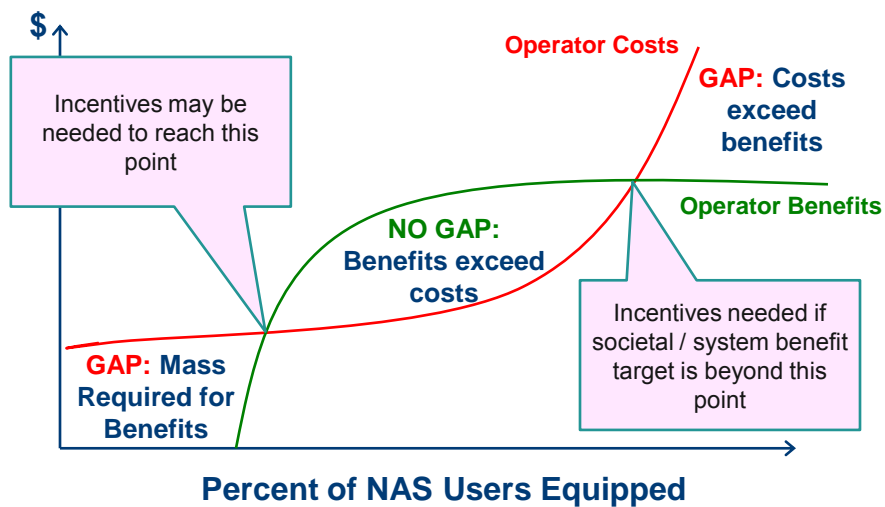 $
Operator Costs
GAP: Costs
exceed
benefits
Incentives may be
needed to reach this
point
Operator Benefits
NO GAP:
Benefits exceed
costs
Incentives needed if
societal / system benefit
target is beyond this
point
GAP: Mass
Required for
Benefits
Percent of NAS Users Equipped